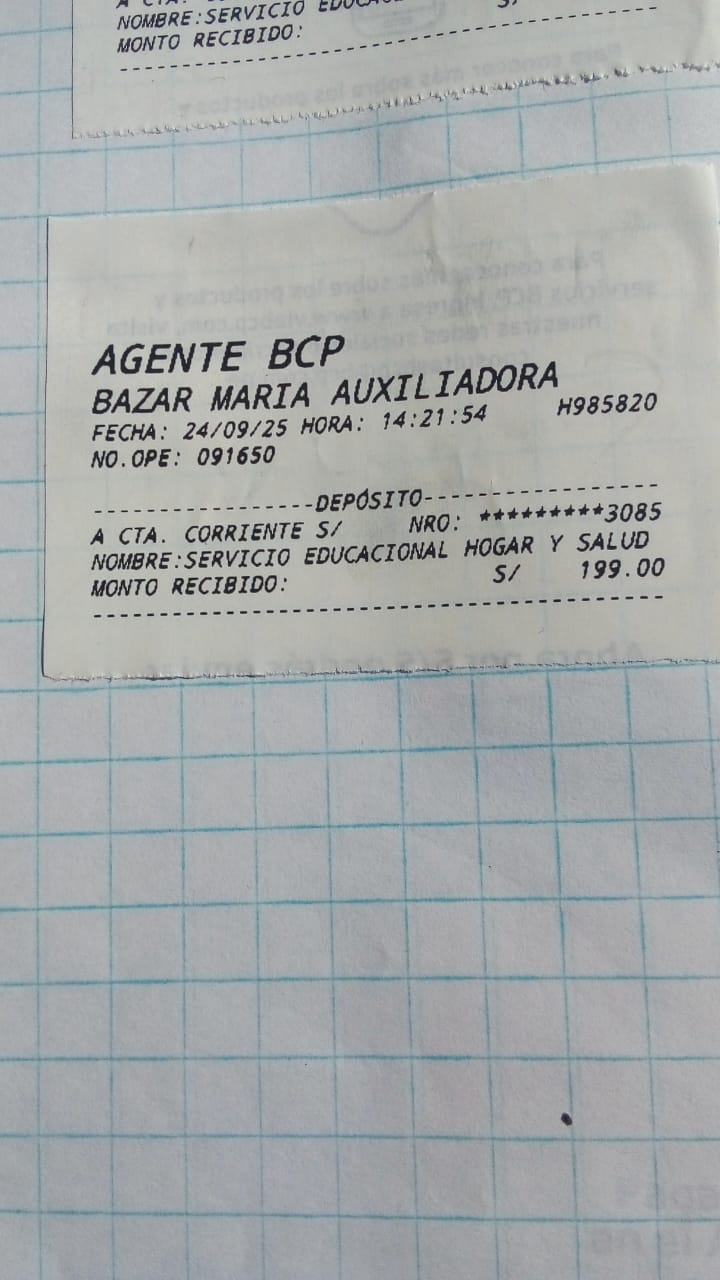 NOMBRE:SERVICIO
MONTO RECIBIDO:
AGENTE BCP
BAZAR MARIA AUXILIADORA
FECHA: 24/09/25 HORA: 14:21:54 H985820
NO.OPE: 091650
-----------------DEPÓSITO-----------------
A CTA. CORRIENTE S/ NRO: *********3085
NOMBRE:SERVICIO EDUCACIONAL HOGAR Y SALUD
MONTO RECIBIDO: S/ 199.00